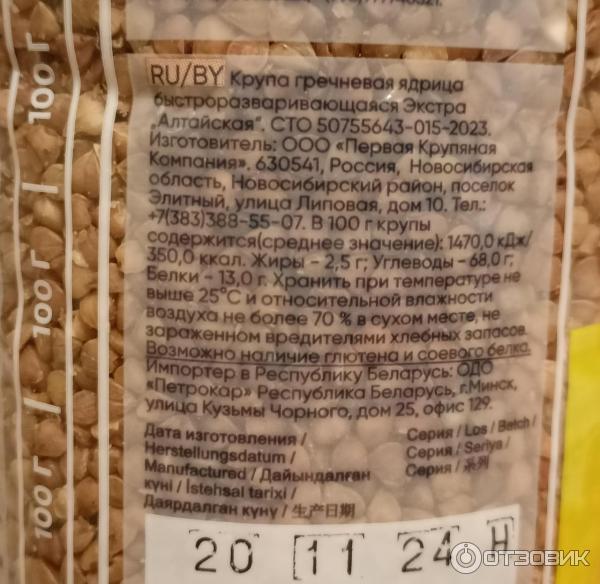 RU/BY Крупа гречневая ядрица
быстроразваривающаяся Экстра
„Алтайская". СТО 50755643-015-2023.
Изготовитель: ООО «Первая Крупяная
Компания». 630541, Россия, Новосибирская
область, Новосибирский район, поселок
Элитный, улица Липовая, дом 10. Тел.:
+7(383)388-55-07. В 100 г крупы
содержится(среднее значение): 1470,0 кДж/
350,0 ккал. Жиры – 2,5 г; Углеводы – 68,0 г;
Белки – 13,0 г. Хранить при температуре не
выше 25°С и относительной влажности
воздуха не более 70 % в сухом месте, не
зараженном вредителями хлебных запасов.
Возможно наличие глютена и соевого белка.
Импортер в Республику Беларусь: ОДО
«Петрокар» Республика Беларусь, г.Минск,
улица Кузьмы Чорного, дом 25, офис 129.
Дата изготовления /
Herstellungsdatum /
Manufactured / Дайындалған
күні / Istehsal tarixi /
Даярдалган күнү / 生产日期
Серия / Los / Batch /
Серия / Seriya /
Серия / 系列
20 11 24 Н
100 г
100 г
100 г
ОТЗОВИК